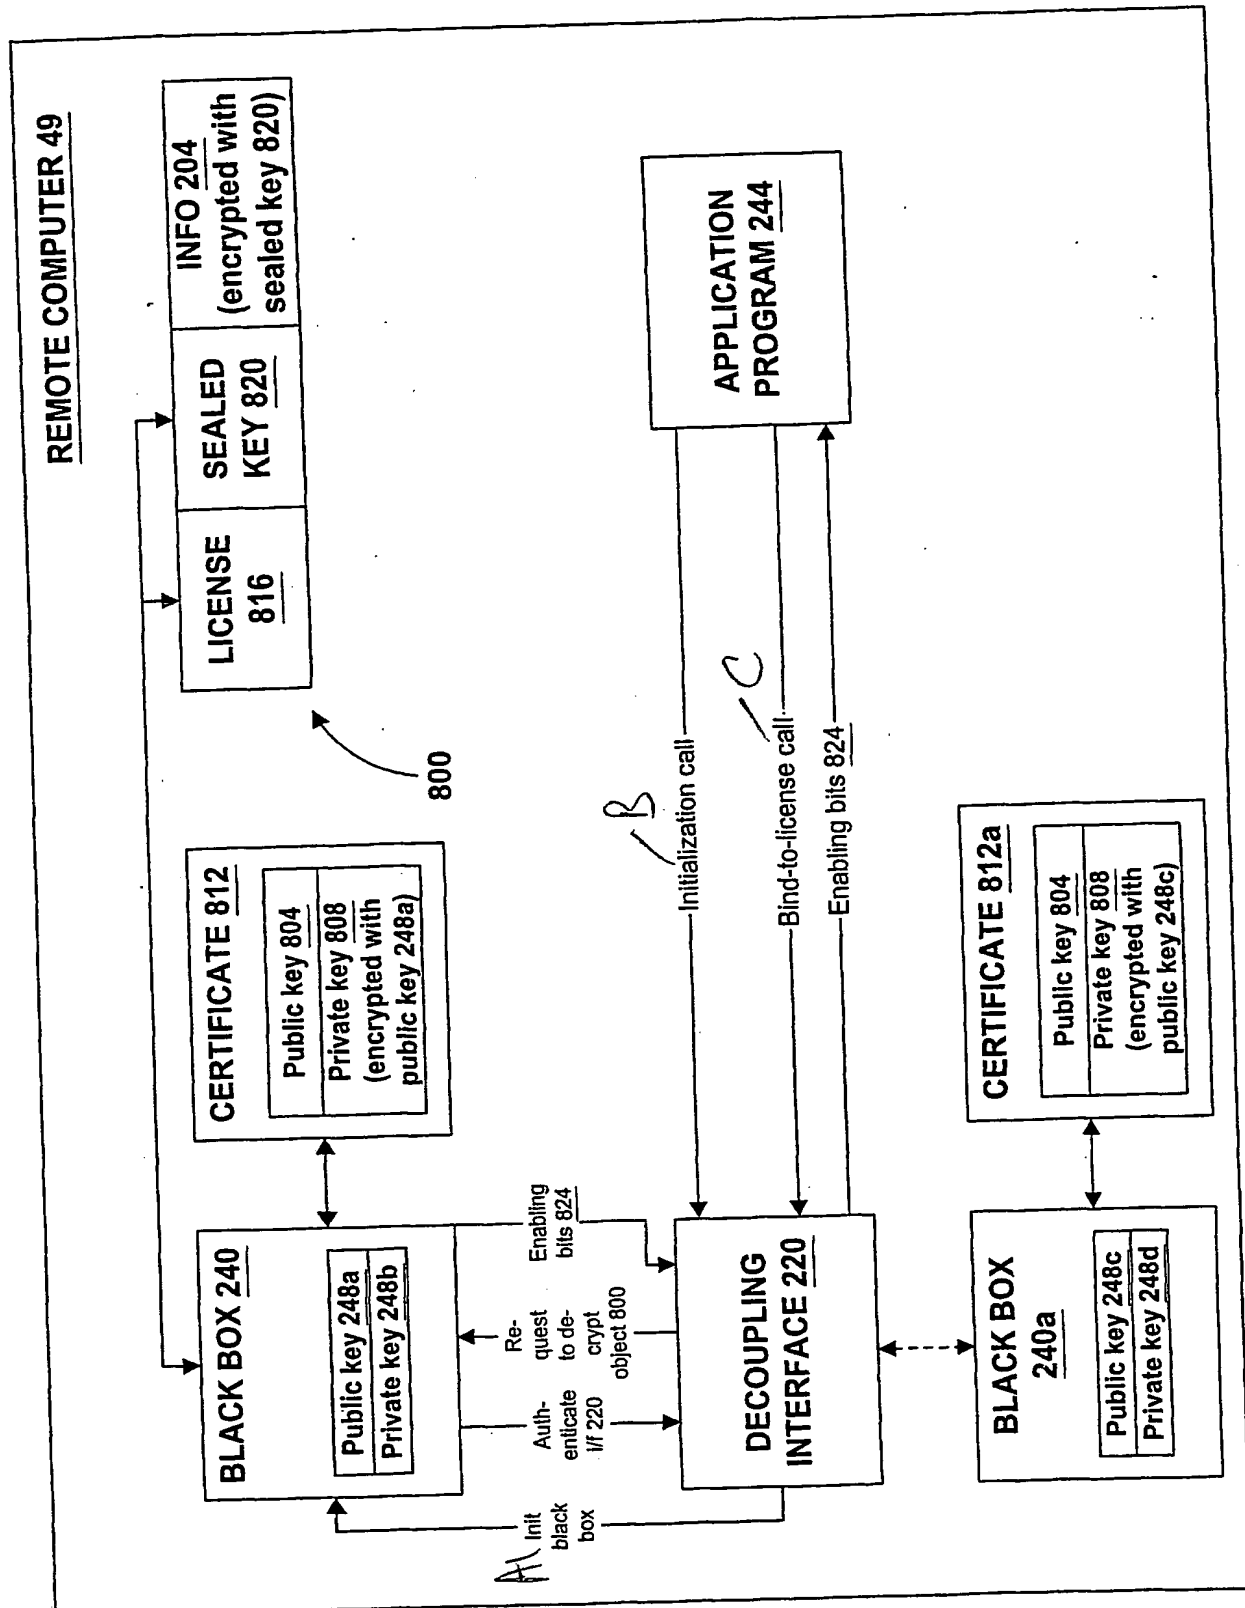 REMOTE COMPUTER 49
BLACK BOX 240
Public key 248a
Private key 248b
CERTIFICATE 812
Public key 804
Private key 808
(encrypted with
public key 248a)
LICENSE
816
SEALED
KEY 820
INFO 204
(encrypted with
sealed key 820)
800
A
Init
black
box
Auth-
enticate
i/f 220
Re-
quest
to de-
crypt
object 800
Enabling
bits 824
DECOUPLING
INTERFACE 220
B
Initialization call
C
Bind-to-license call
Enabling bits 824
APPLICATION
PROGRAM 244
BLACK BOX
240a
Public key 248c
Private key 248d
CERTIFICATE 812a
Public key 804
Private key 808
(encrypted with
public key 248c)